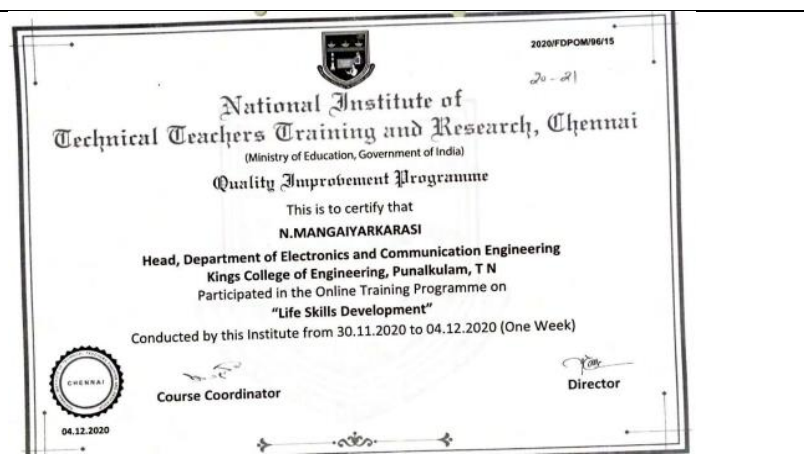 2020/FDPOM/96/15
20-21
National Institute of
Technical Teachers Training and Research, Chennai
(Ministry of Education, Government of India)
Quality Improvement Programme
This is to certify that
N.MANGAIYARKARASI
Head, Department of Electronics and Communication Engineering
Kings College of Engineering, Punalkulam, T N
Participated in the Online Training Programme on
"Life Skills Development"
Conducted by this Institute from 30.11.2020 to 04.12.2020 (One Week)
CHENNAI
Course Coordinator
Director
04.12.2020